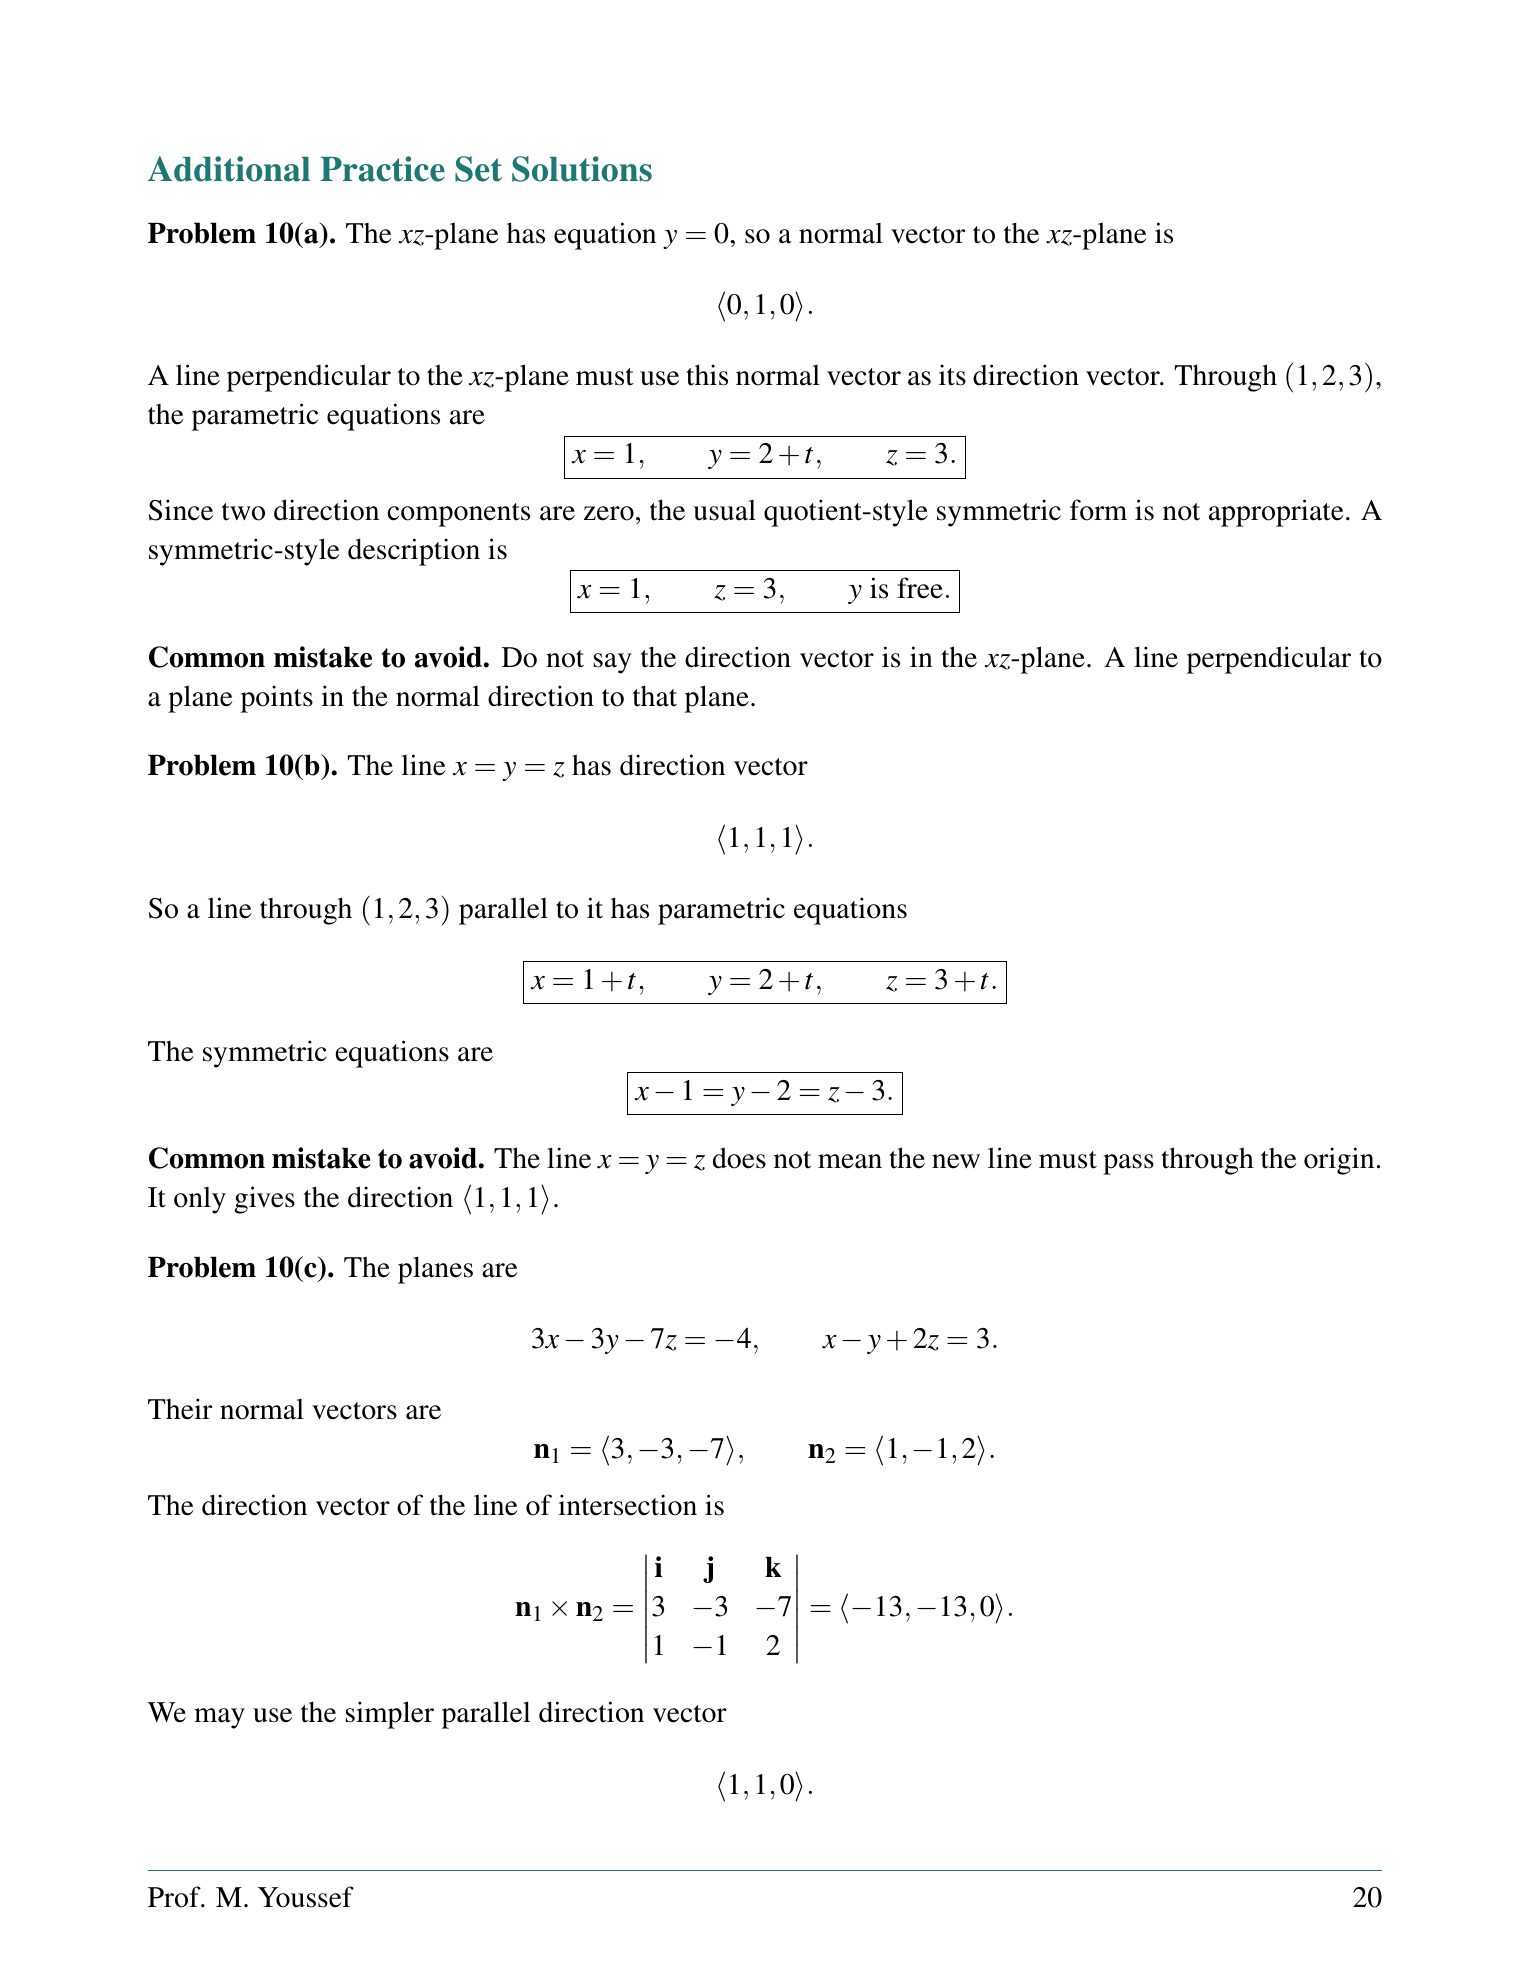 Additional Practice Set Solutions
Problem 10(a). The xz-plane has equation y = 0, so a normal vector to the xz-plane is
⟨0, 1, 0⟩.
A line perpendicular to the xz-plane must use this normal vector as its direction vector. Through (1, 2, 3),
the parametric equations are
x = 1, y = 2 + t, z = 3.
Since two direction components are zero, the usual quotient-style symmetric form is not appropriate. A
symmetric-style description is
x = 1, z = 3, y is free.
Common mistake to avoid. Do not say the direction vector is in the xz-plane. A line perpendicular to
a plane points in the normal direction to that plane.
Problem 10(b). The line x = y = z has direction vector
⟨1, 1, 1⟩.
So a line through (1, 2, 3) parallel to it has parametric equations
x = 1 + t, y = 2 + t, z = 3 + t.
The symmetric equations are
x − 1 = y − 2 = z − 3.
Common mistake to avoid. The line x = y = z does not mean the new line must pass through the origin.
It only gives the direction ⟨1, 1, 1⟩.
Problem 10(c). The planes are
3x − 3y − 7z = −4, x − y + 2z = 3.
Their normal vectors are
n₁ = ⟨3, −3, −7⟩, n₂ = ⟨1, −1, 2⟩.
The direction vector of the line of intersection is
i j k
n₁ × n₂ = 3 −3 −7 = ⟨−13, −13, 0⟩.
1 −1 2
We may use the simpler parallel direction vector
⟨1, 1, 0⟩.
Prof. M. Youssef 20